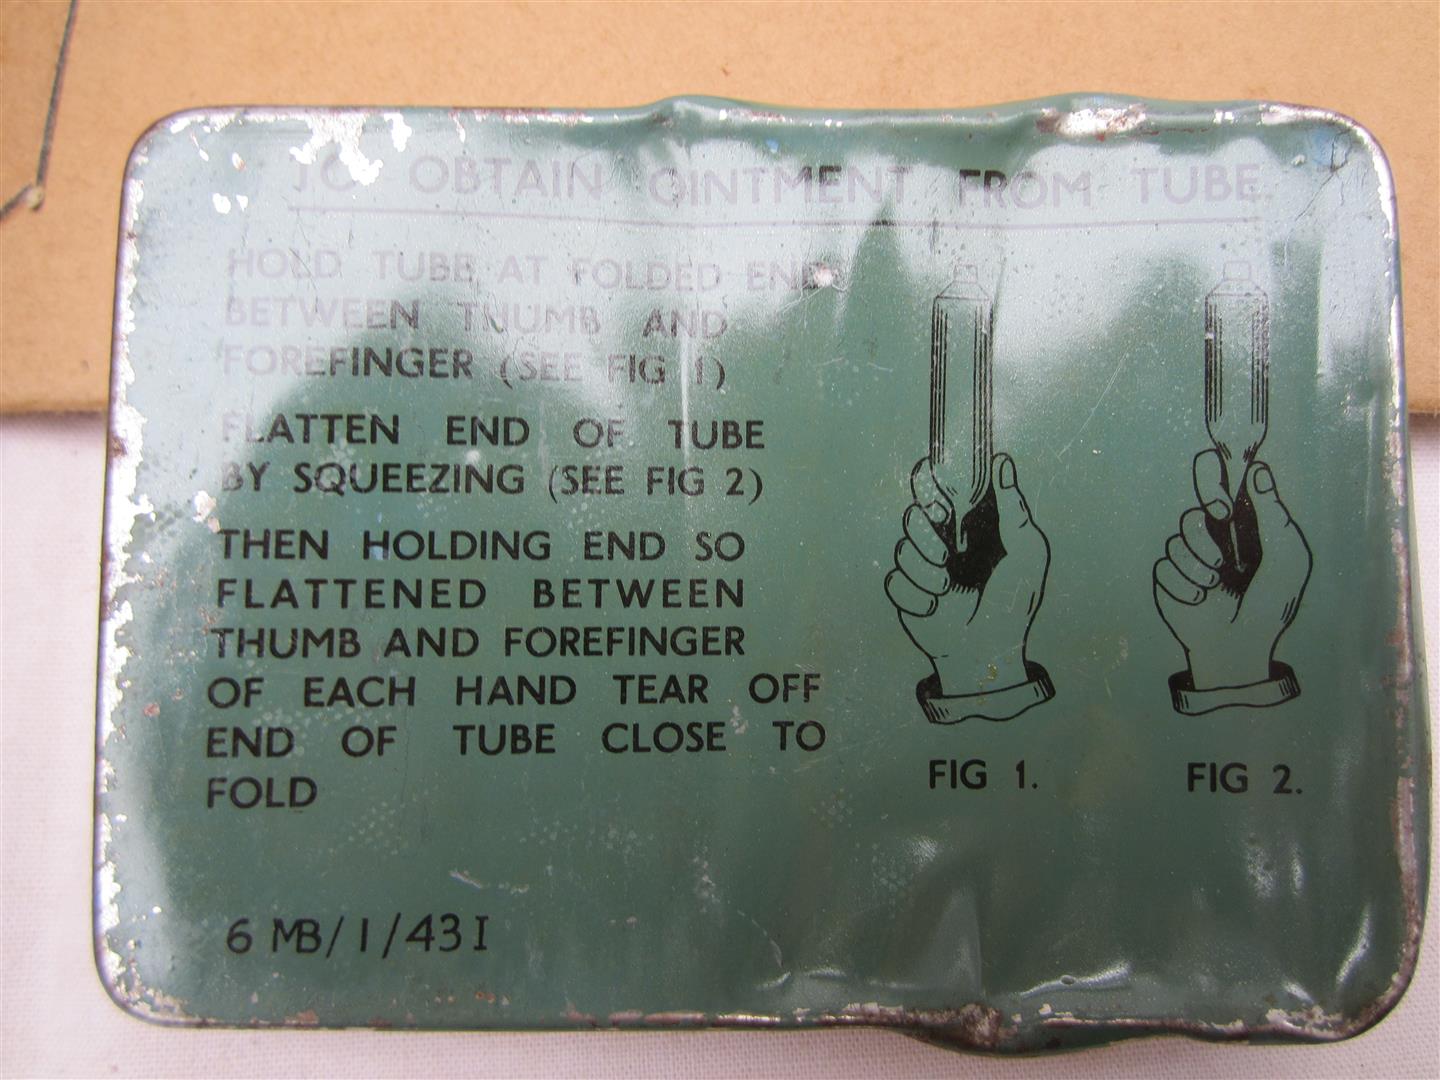 TO OBTAIN OINTMENT FROM TUBE
HOLD TUBE AT FOLDED END
BETWEEN THUMB AND
FOREFINGER (SEE FIG 1)
FLATTEN END OF TUBE
BY SQUEEZING (SEE FIG 2)
THEN HOLDING END SO
FLATTENED BETWEEN
THUMB AND FOREFINGER
OF EACH HAND TEAR OFF
END OF TUBE CLOSE TO
FOLD
FIG 1.
FIG 2.
6 MB/1/43 I